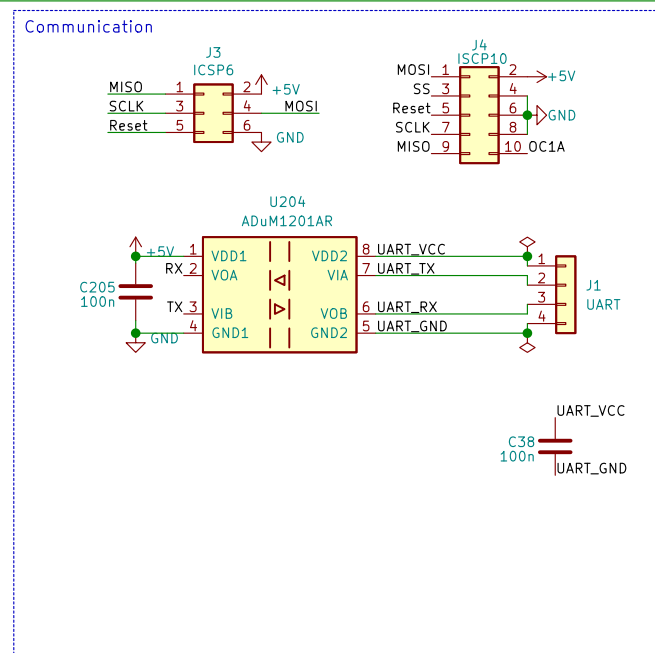 Communication
J3
ICSP6
MISO 1 2 +5V
SCLK 3 4 MOSI
Reset 5 6 GND
J4
ISCP10
MOSI 1 2 +5V
SS 3 4
Reset 5 6 GND
SCLK 7 8
MISO 9 10 OC1A
U204
ADuM1201AR
+5V 1 VDD1 VDD2 8 UART_VCC
RX 2 VOA VIA 7 UART_TX
TX 3 VIB VOB 6 UART_RX
GND 4 GND1 GND2 5 UART_GND
C205
100n
1
2
3
4
J1
UART
UART_VCC
C38
100n
UART_GND